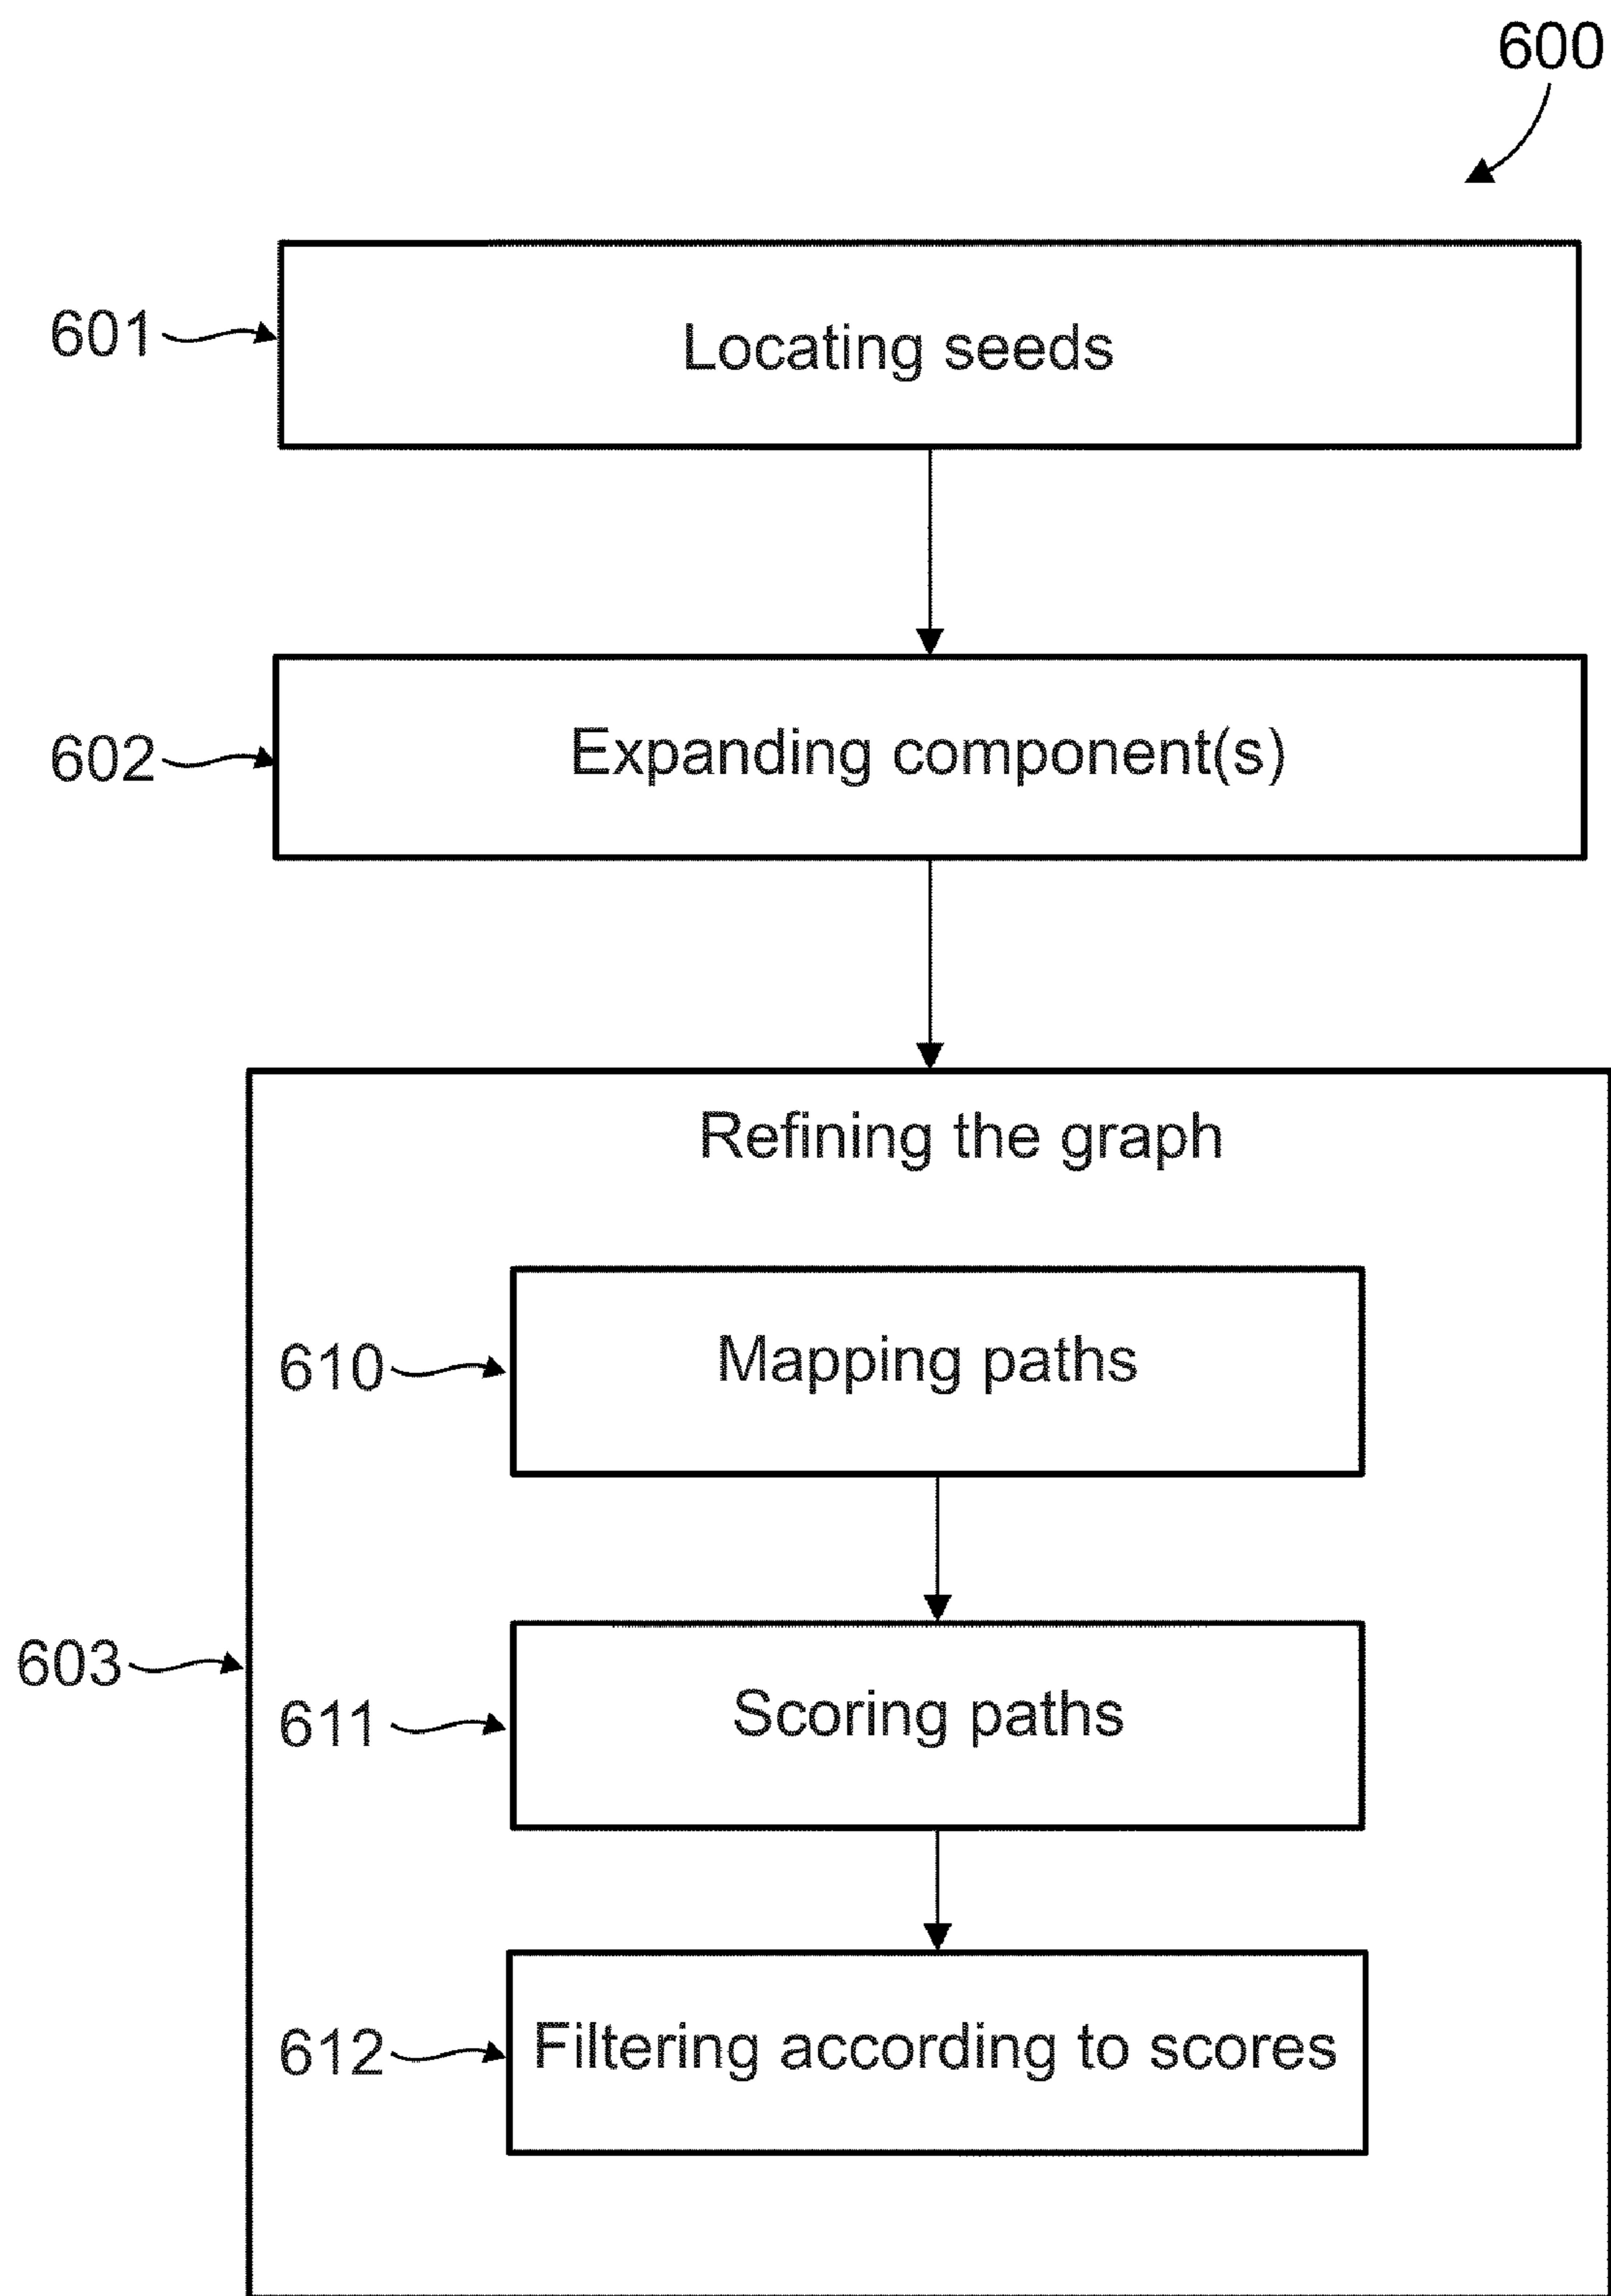 600
601
Locating seeds
602
Expanding component(s)
Refining the graph
610
Mapping paths
603
611
Scoring paths
612
Filtering according to scores